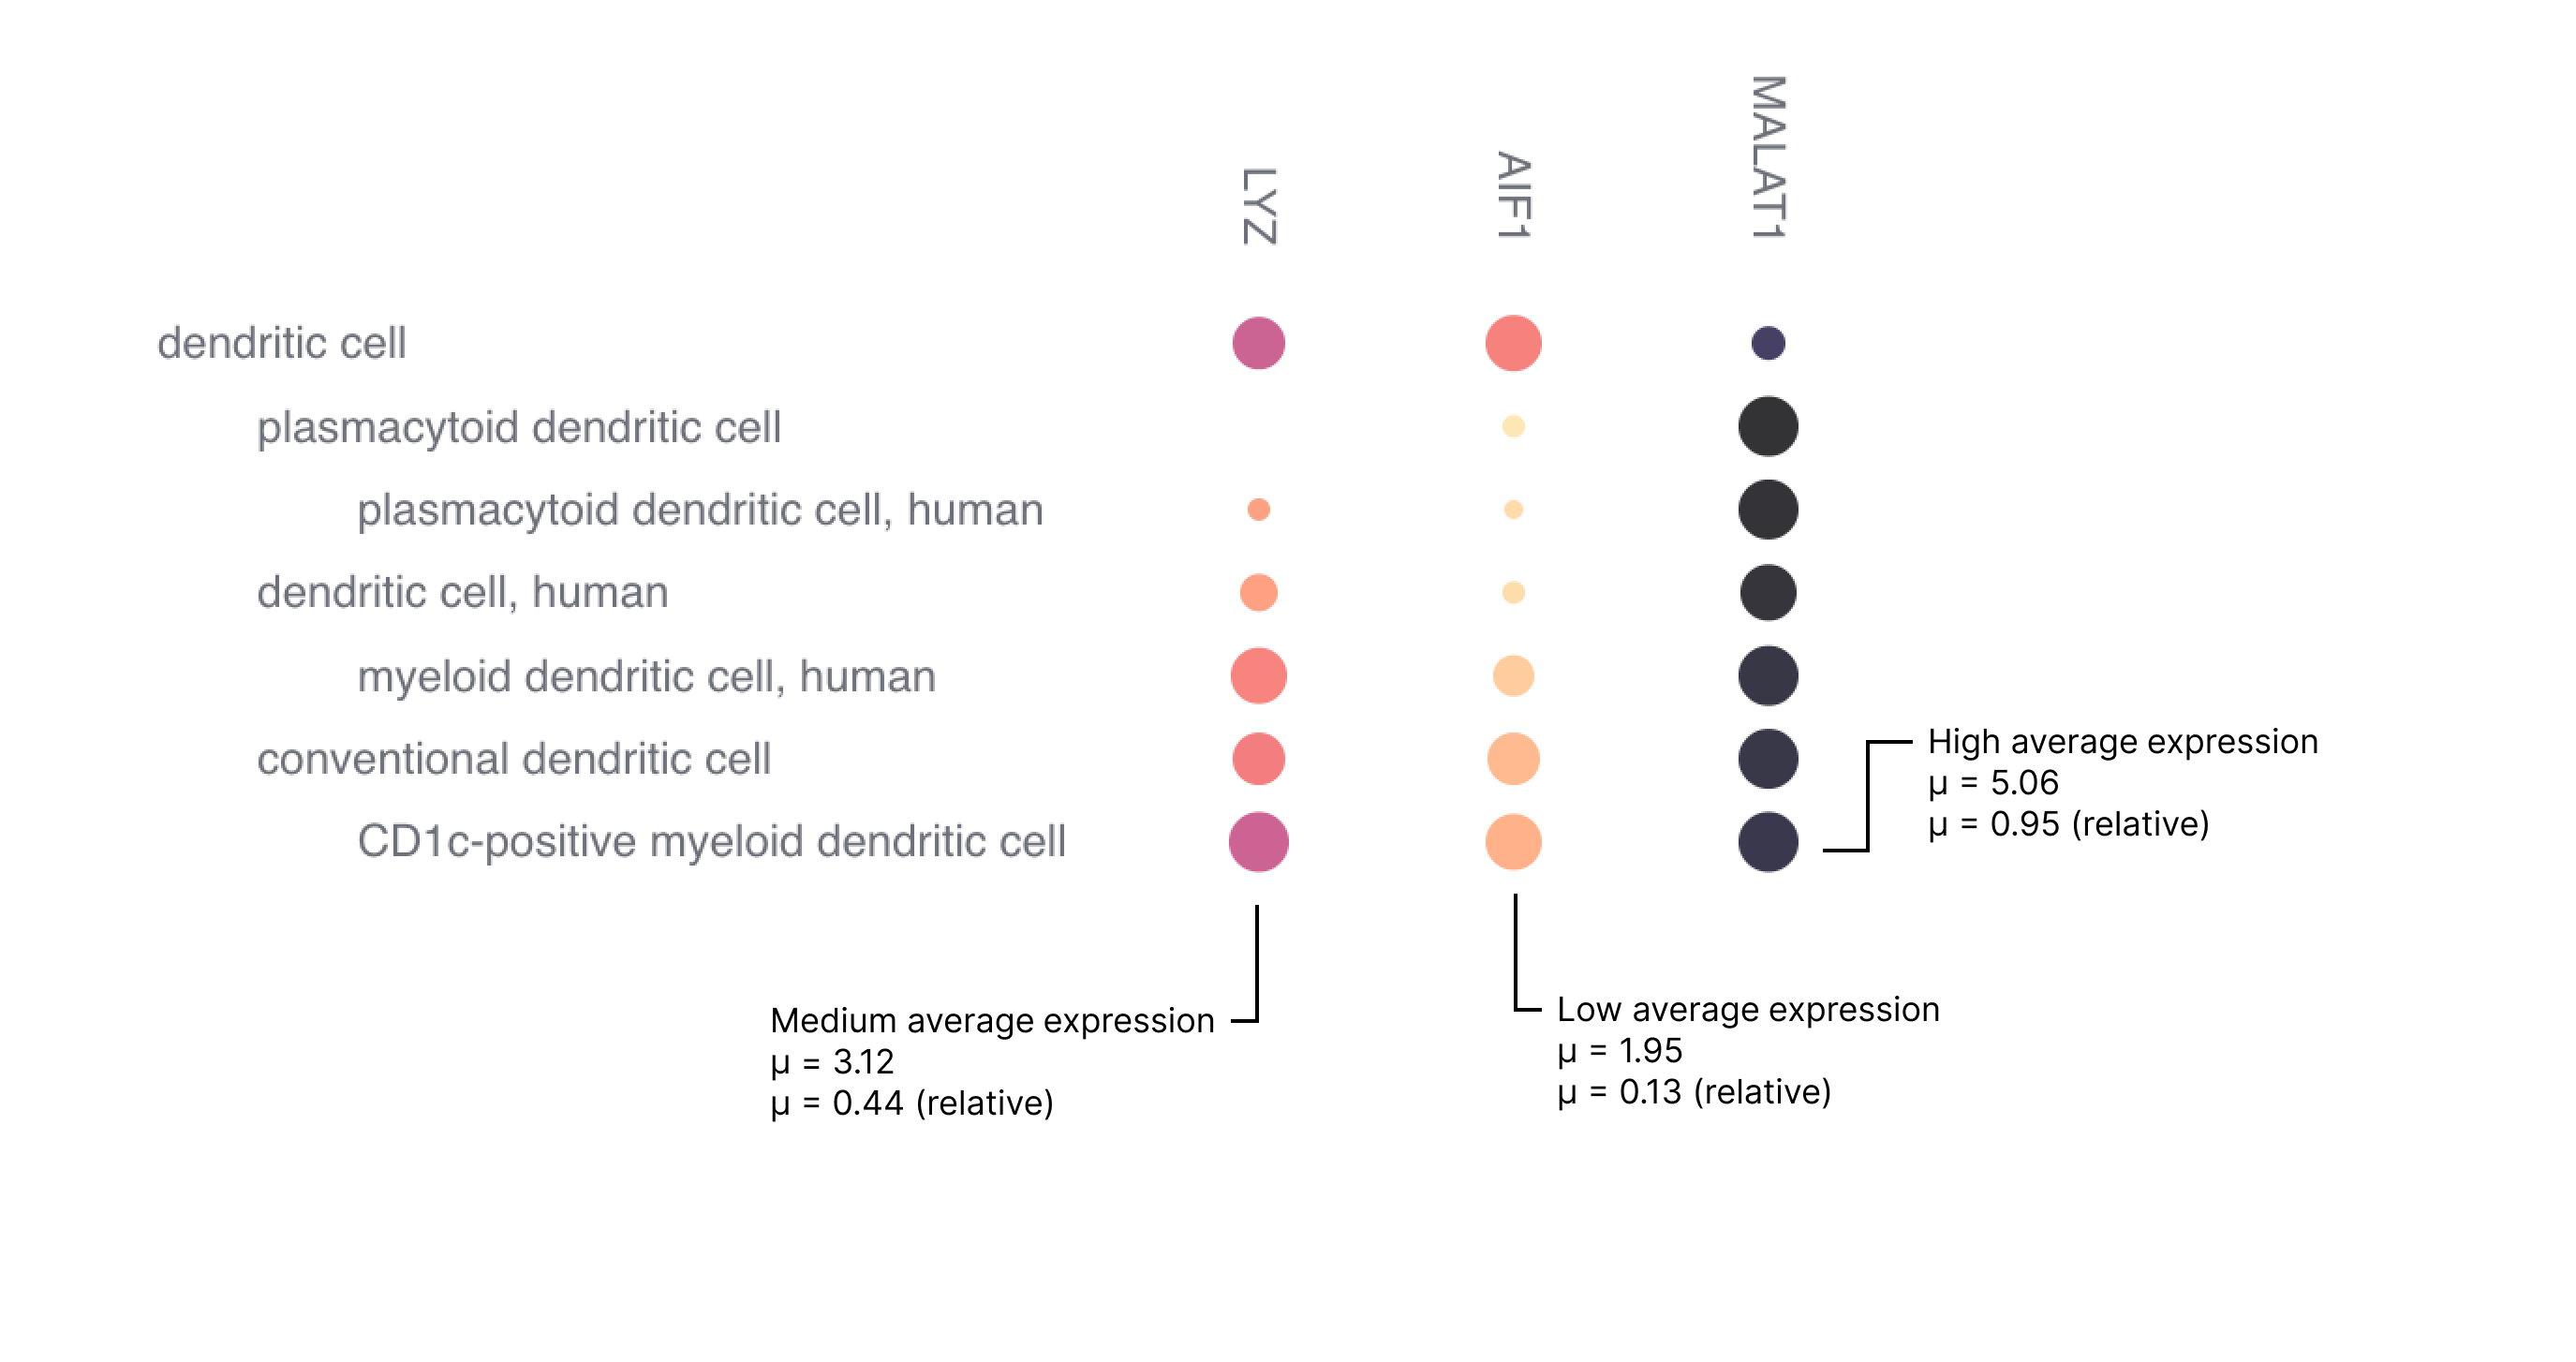 LYZ
AIF1
MALAT1
dendritic cell
plasmacytoid dendritic cell
plasmacytoid dendritic cell, human
dendritic cell, human
myeloid dendritic cell, human
conventional dendritic cell
CD1c-positive myeloid dendritic cell
High average expression
μ = 5.06
μ = 0.95 (relative)
Medium average expression
μ = 3.12
μ = 0.44 (relative)
Low average expression
μ = 1.95
μ = 0.13 (relative)